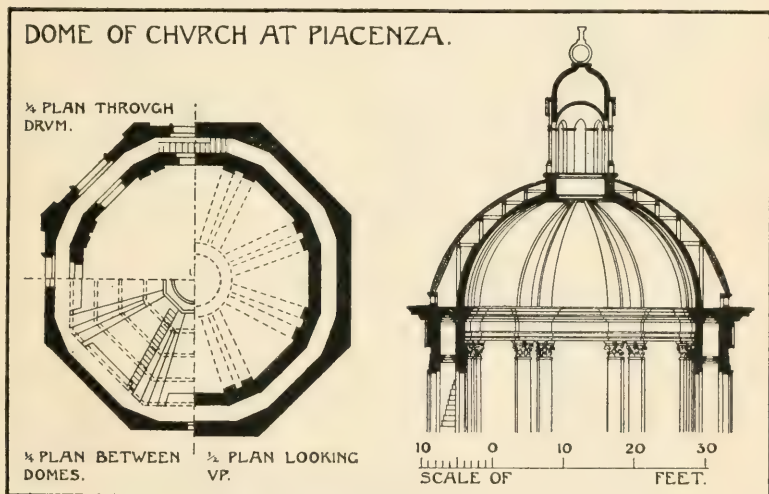 DOME OF CHVRCH AT PIACENZA.
¼ PLAN THROVGH
DRVM.
¼ PLAN BETWEEN
DOMES.
½ PLAN LOOKING
VP.
10 0 10 20 30
SCALE OF FEET.